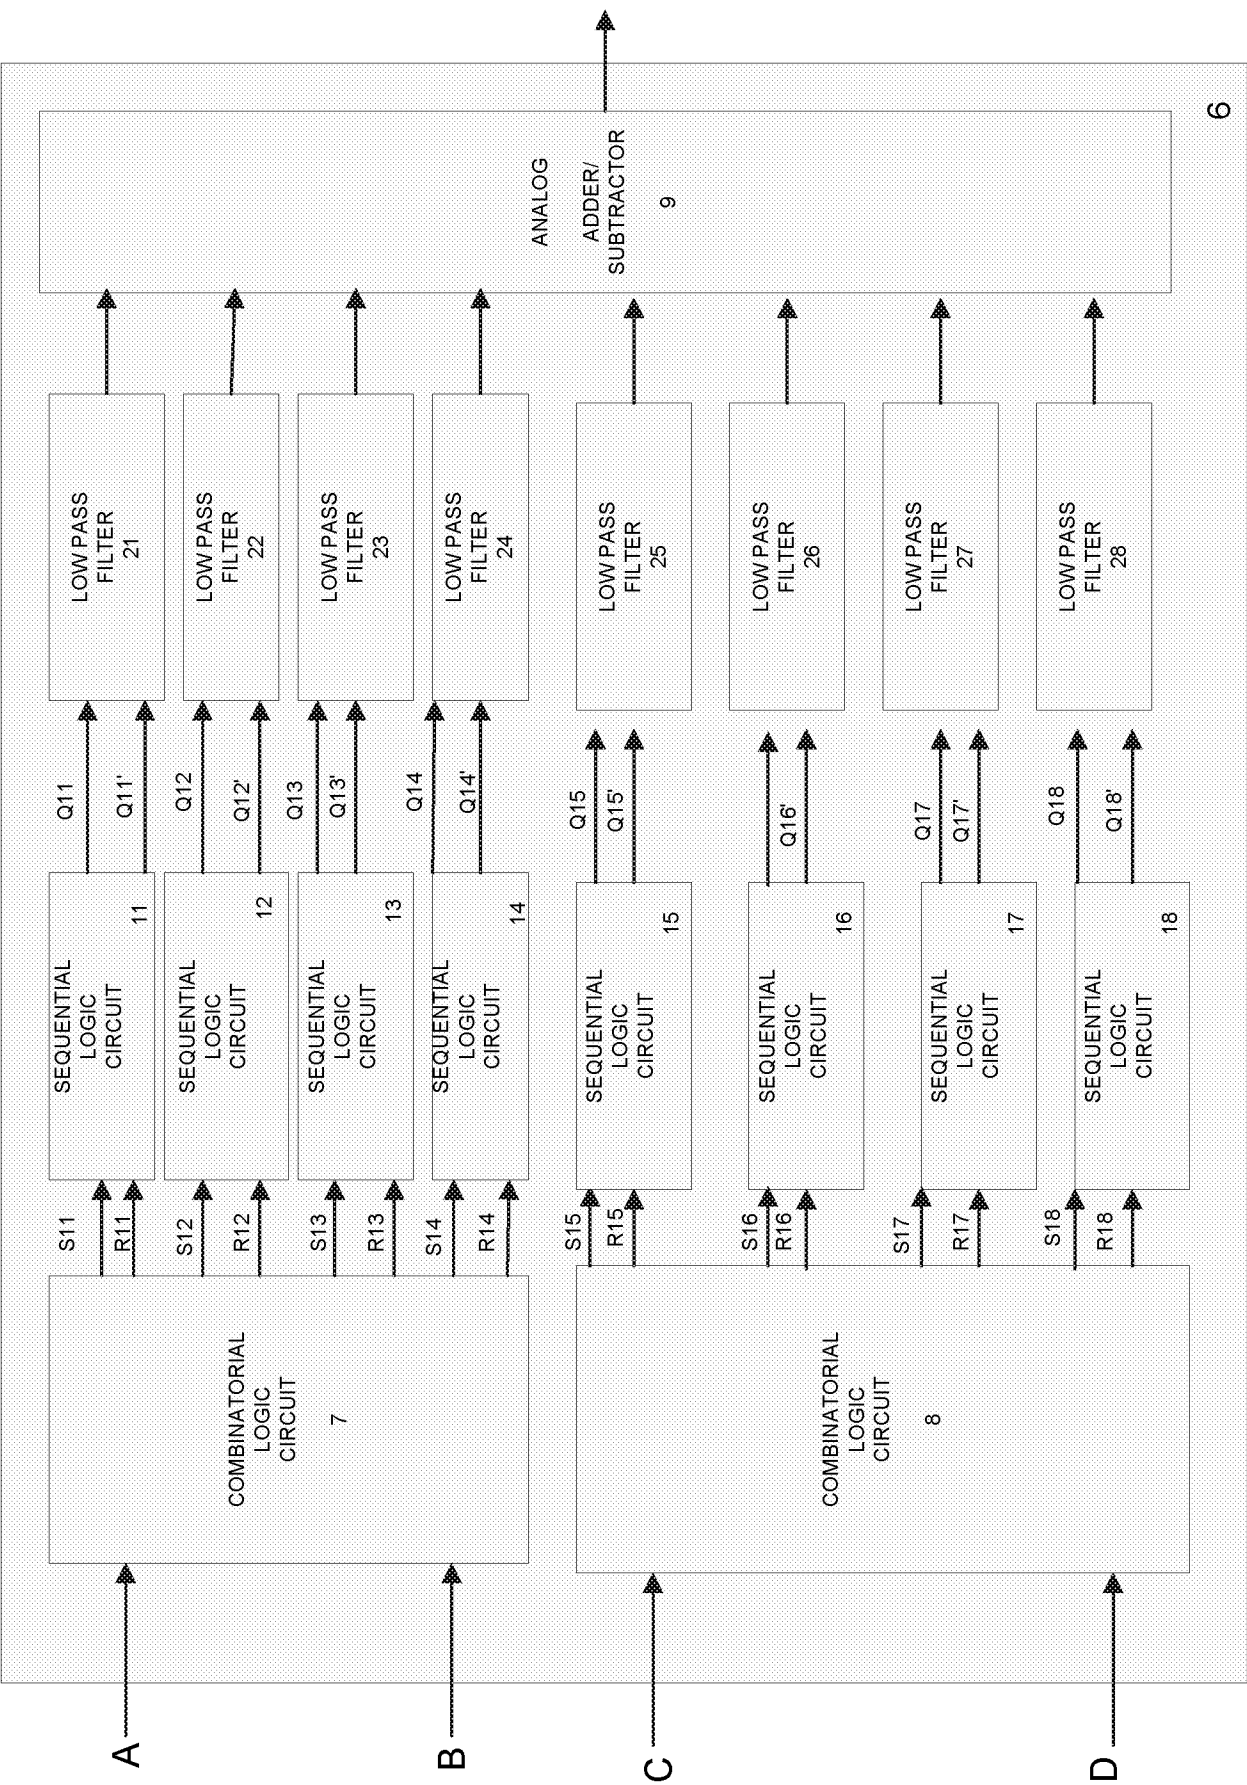 A
B
COMBINATORIAL
LOGIC
CIRCUIT
7
S11
R11
S12
R12
S13
R13
S14
R14
SEQUENTIAL
LOGIC
CIRCUIT
11
SEQUENTIAL
LOGIC
CIRCUIT
12
SEQUENTIAL
LOGIC
CIRCUIT
13
SEQUENTIAL
LOGIC
CIRCUIT
14
Q11
Q11'
Q12
Q12'
Q13
Q13'
Q14
Q14'
LOW PASS
FILTER
21
LOW PASS
FILTER
22
LOW PASS
FILTER
23
LOW PASS
FILTER
24
C
D
COMBINATORIAL
LOGIC
CIRCUIT
8
S15
R15
S16
R16
S17
R17
S18
R18
SEQUENTIAL
LOGIC
CIRCUIT
15
SEQUENTIAL
LOGIC
CIRCUIT
16
SEQUENTIAL
LOGIC
CIRCUIT
17
SEQUENTIAL
LOGIC
CIRCUIT
18
Q15
Q15'
Q16'
Q17
Q17'
Q18
Q18'
LOW PASS
FILTER
25
LOW PASS
FILTER
26
LOW PASS
FILTER
27
LOW PASS
FILTER
28
ANALOG
ADDER/
SUBTRACTOR
9
6